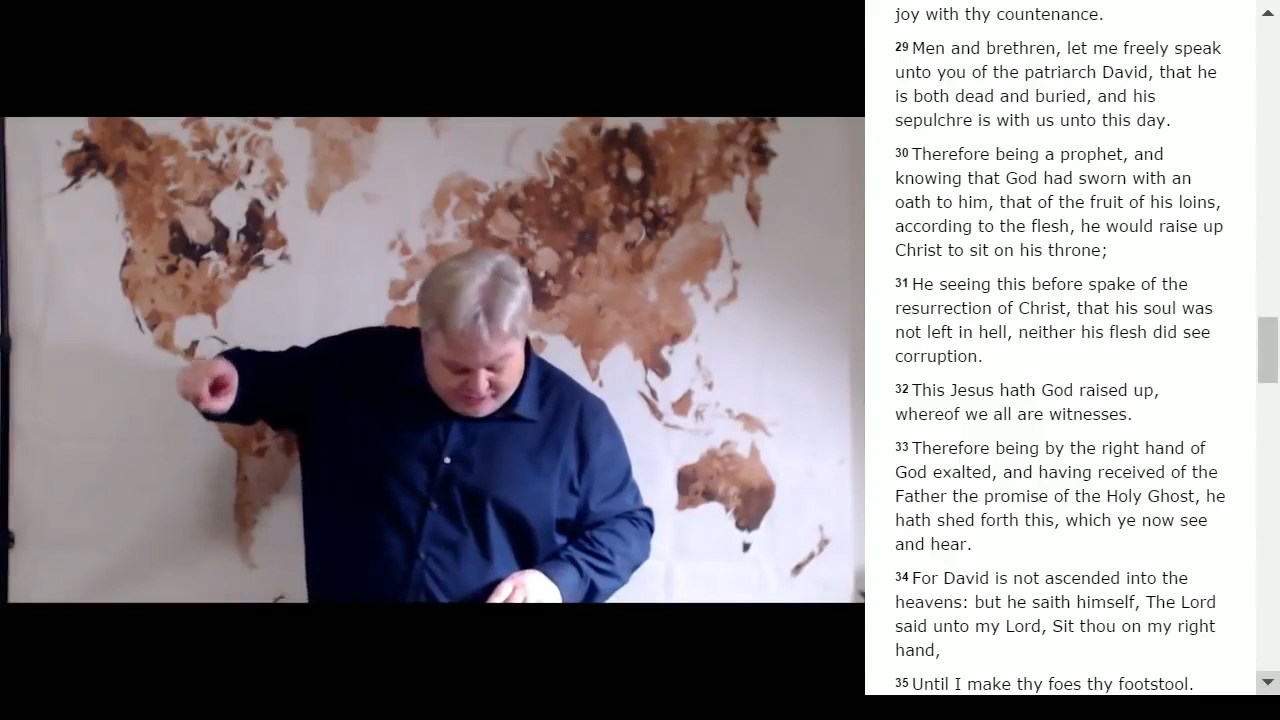 joy with thy countenance.
29 Men and brethren, let me freely speak
unto you of the patriarch David, that he
is both dead and buried, and his
sepulchre is with us unto this day.
30 Therefore being a prophet, and
knowing that God had sworn with an
oath to him, that of the fruit of his loins,
according to the flesh, he would raise up
Christ to sit on his throne;
31 He seeing this before spake of the
resurrection of Christ, that his soul was
not left in hell, neither his flesh did see
corruption.
32 This Jesus hath God raised up,
whereof we all are witnesses.
33 Therefore being by the right hand of
God exalted, and having received of the
Father the promise of the Holy Ghost, he
hath shed forth this, which ye now see
and hear.
34 For David is not ascended into the
heavens: but he saith himself, The Lord
said unto my Lord, Sit thou on my right
hand,
35 Until I make thy foes thy footstool.